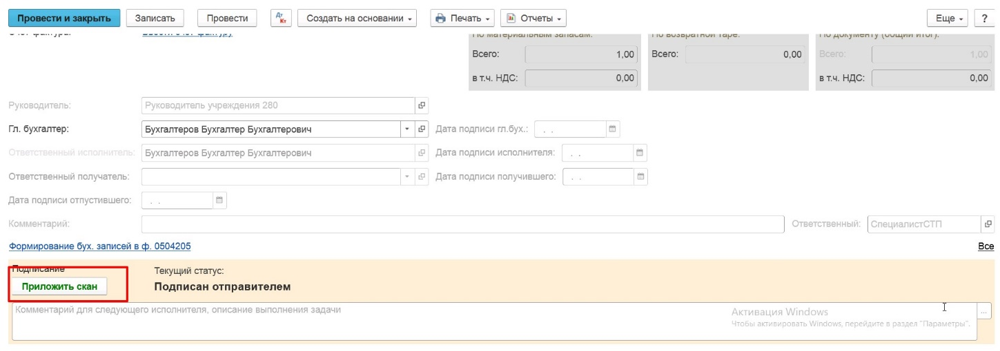 Провести и закрыть Записать Провести Дт Кт Создать на основании Печать Отчеты Еще ?
Счет-фактура: Ввести счет-фактуру По материальным запасам: По возвратной таре: По документу (общий итог):
Всего: 1,00 Всего: 0,00 Всего: 1,00
в т.ч. НДС: 0,00 в т.ч. НДС: 0,00
Руководитель: Руководитель учреждения 280
Гл. бухгалтер: Бухгалтеров Бухгалтер Бухгалтерович Дата подписи гл.бух.: . .
Ответственный исполнитель: Бухгалтеров Бухгалтер Бухгалтерович Дата подписи исполнителя: . .
Ответственный получатель: Дата подписи получившего: . .
Дата подписи отпустившего: . .
Комментарий: Ответственный: СпециалистСТП
Формирование бух. записей в ф. 0504205 Все
Подписание Текущий статус:
Приложить скан Подписан отправителем
Комментарий для следующего исполнителя, описание выполнения задачи ...
Активация Windows
Чтобы активировать Windows, перейдите в раздел "Параметры".